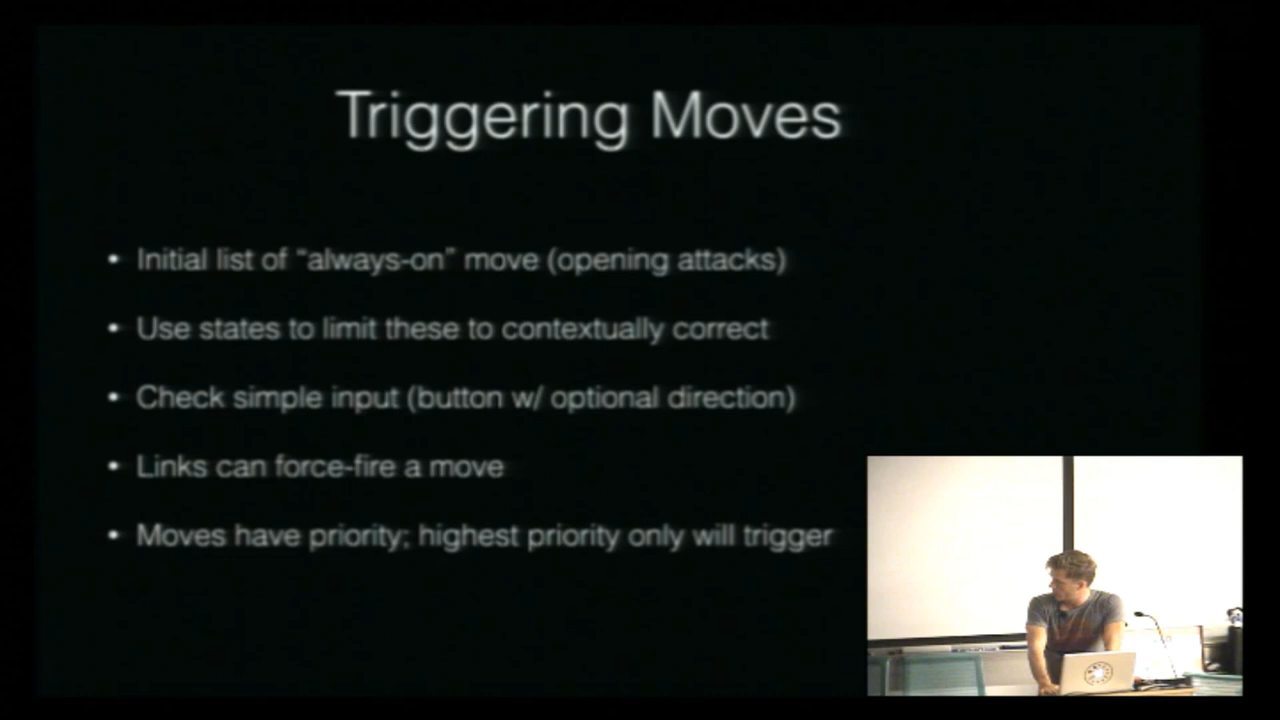 Triggering Moves
• Initial list of “always-on” move (opening attacks)
• Use states to limit these to contextually correct
• Check simple input (button w/ optional direction)
• Links can force-fire a move
• Moves have priority; highest priority only will trigger